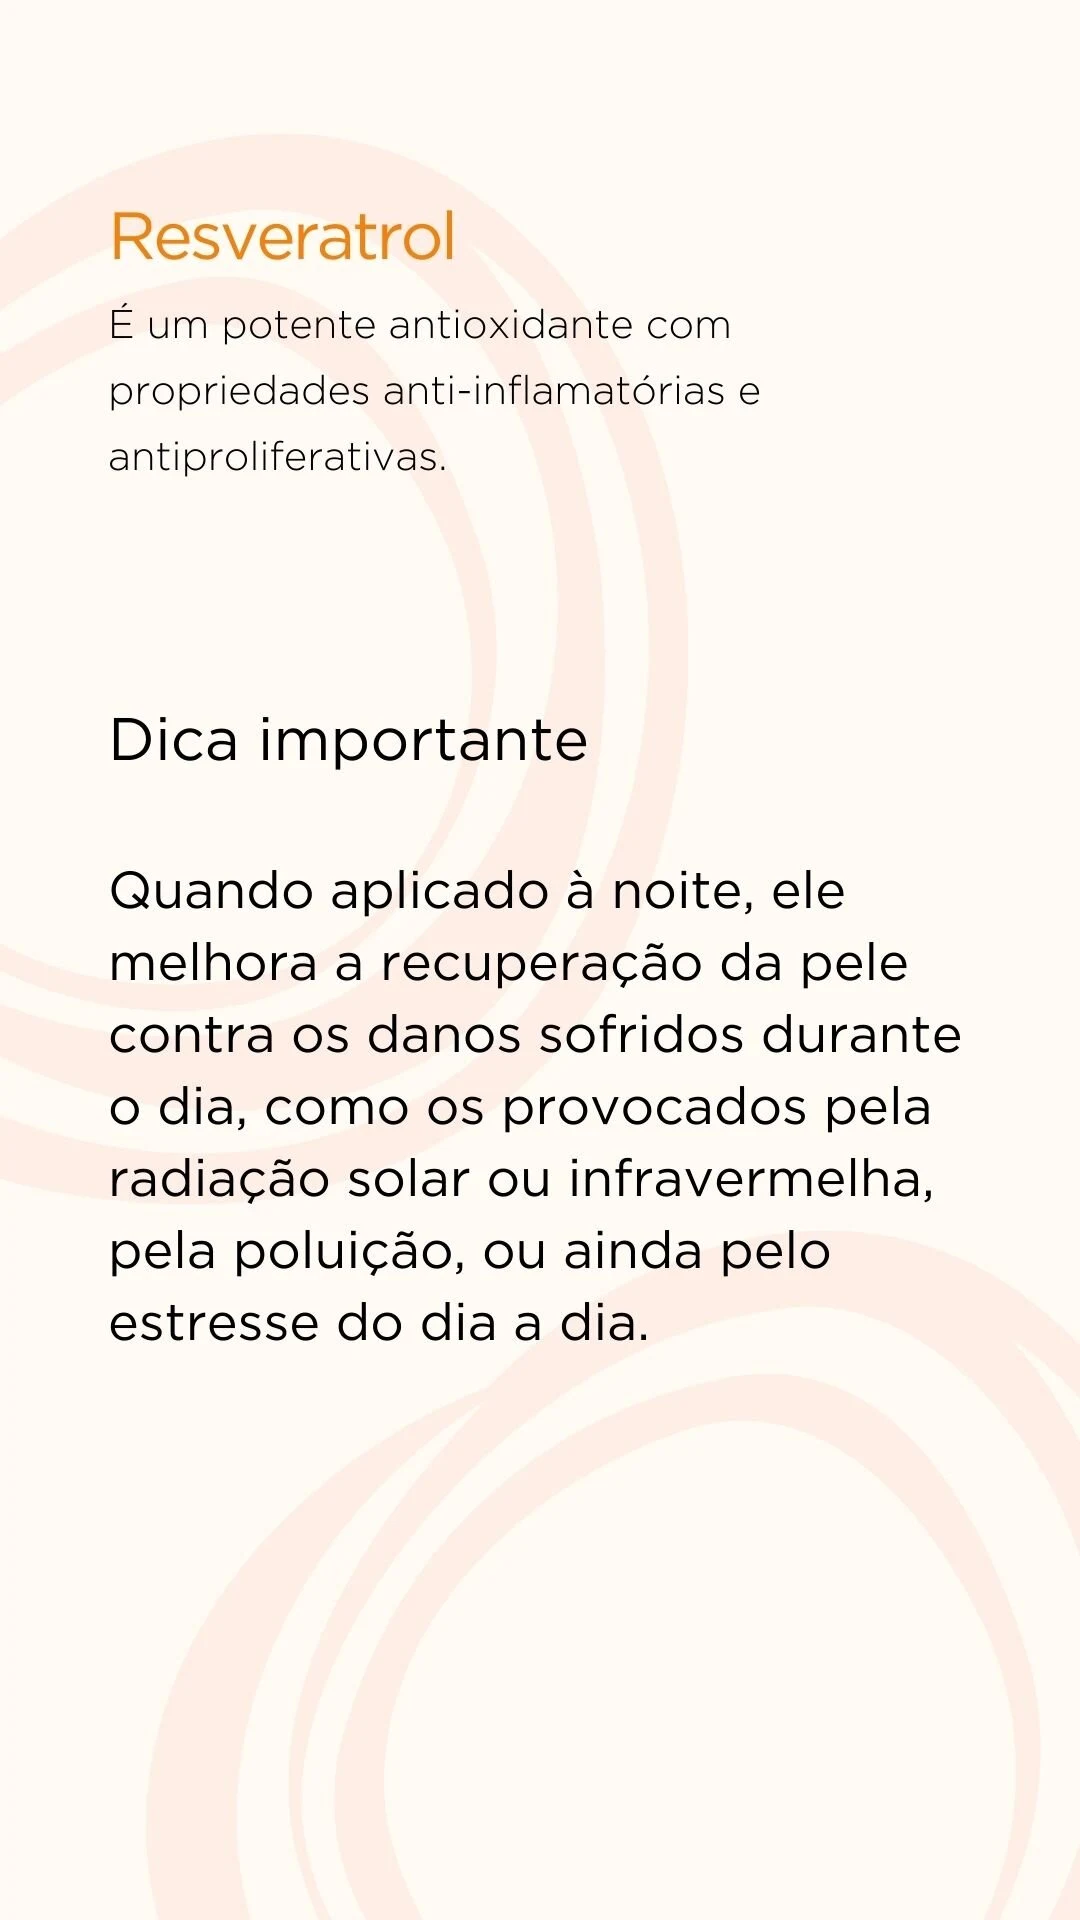 Resveratrol
É um potente antioxidante com
propriedades anti-inflamatórias e
antiproliferativas.
Dica importante
Quando aplicado à noite, ele
melhora a recuperação da pele
contra os danos sofridos durante
o dia, como os provocados pela
radiação solar ou infravermelha,
pela poluição, ou ainda pelo
estresse do dia a dia.